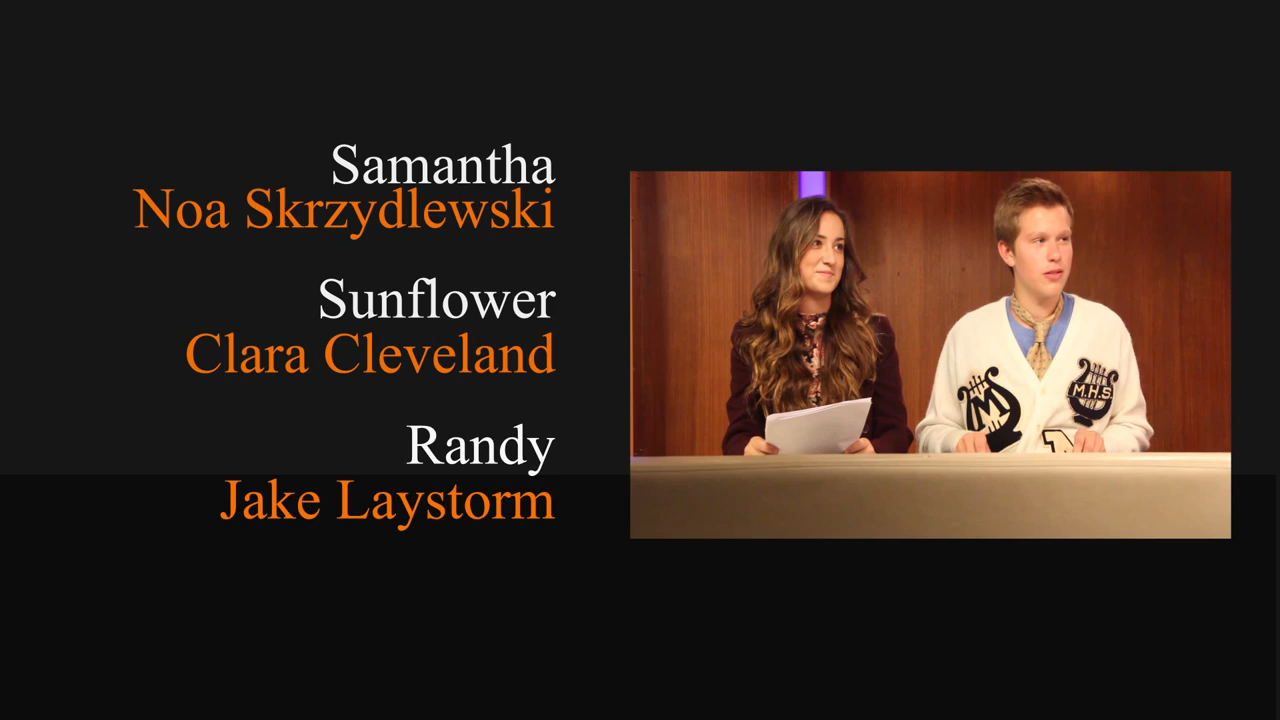 Samantha
Noa Skrzydlewski
Sunflower
Clara Cleveland
Randy
Jake Laystorm
M
M.H.S.